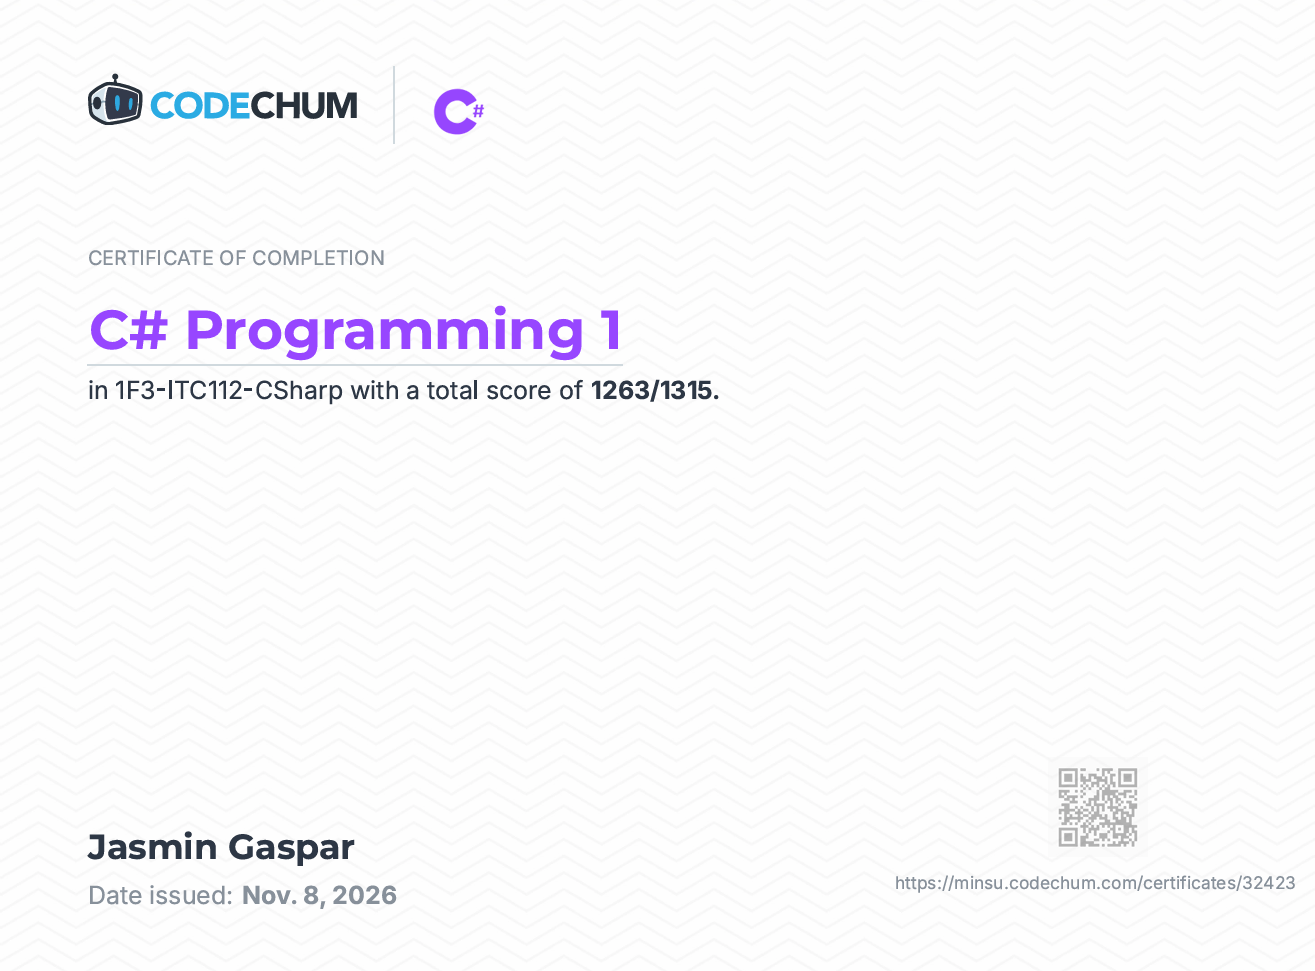 CODECHUM
C#
CERTIFICATE OF COMPLETION
C# Programming 1
in 1F3-ITC112-CSharp with a total score of 1263/1315.
Jasmin Gaspar
Date issued: Nov. 8, 2026
https://minsu.codechum.com/certificates/32423